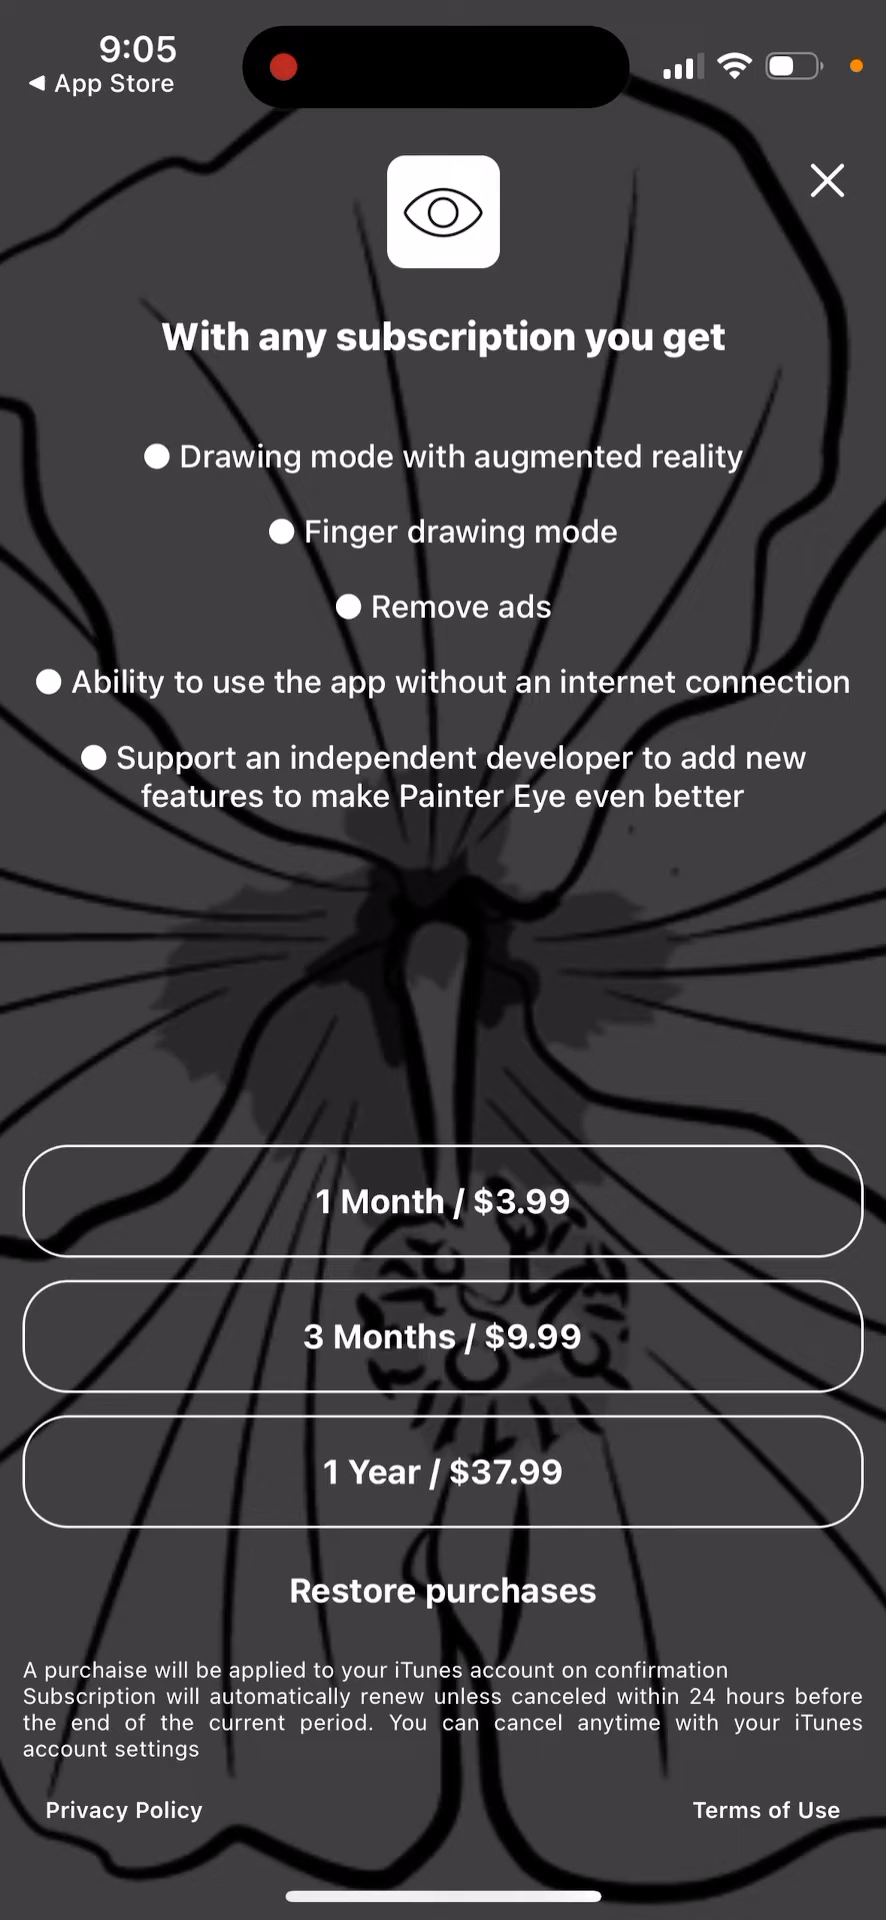 9:05
◀ App Store
With any subscription you get
● Drawing mode with augmented reality
● Finger drawing mode
● Remove ads
● Ability to use the app without an internet connection
● Support an independent developer to add new
features to make Painter Eye even better
1 Month / $3.99
3 Months / $9.99
1 Year / $37.99
Restore purchases
A purchaise will be applied to your iTunes account on confirmation
Subscription will automatically renew unless canceled within 24 hours before
the end of the current period. You can cancel anytime with your iTunes
account settings
Privacy Policy
Terms of Use